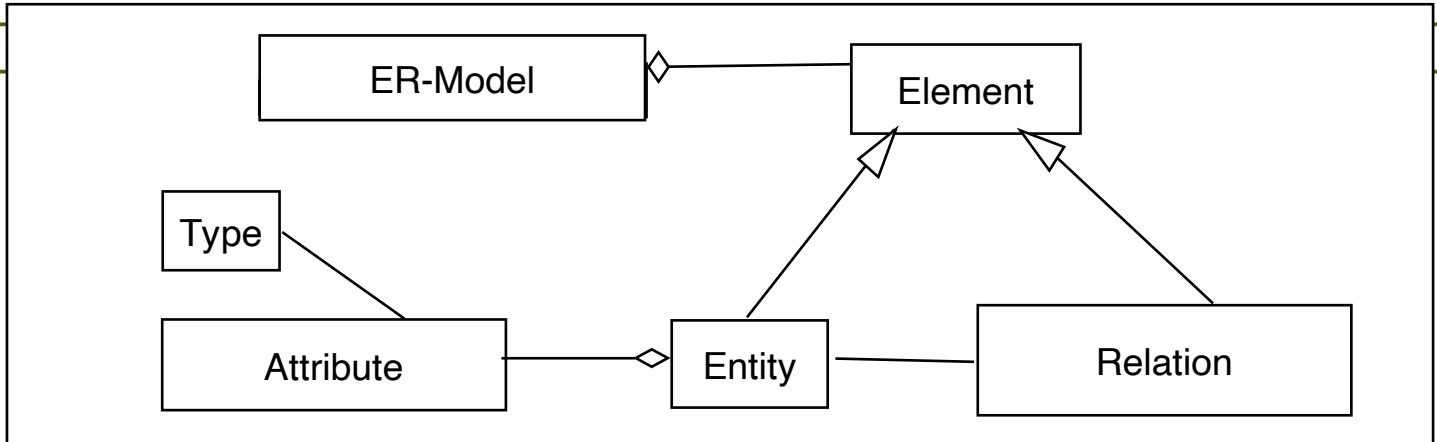 ER-Model
Element
Type
Attribute
Entity
Relation